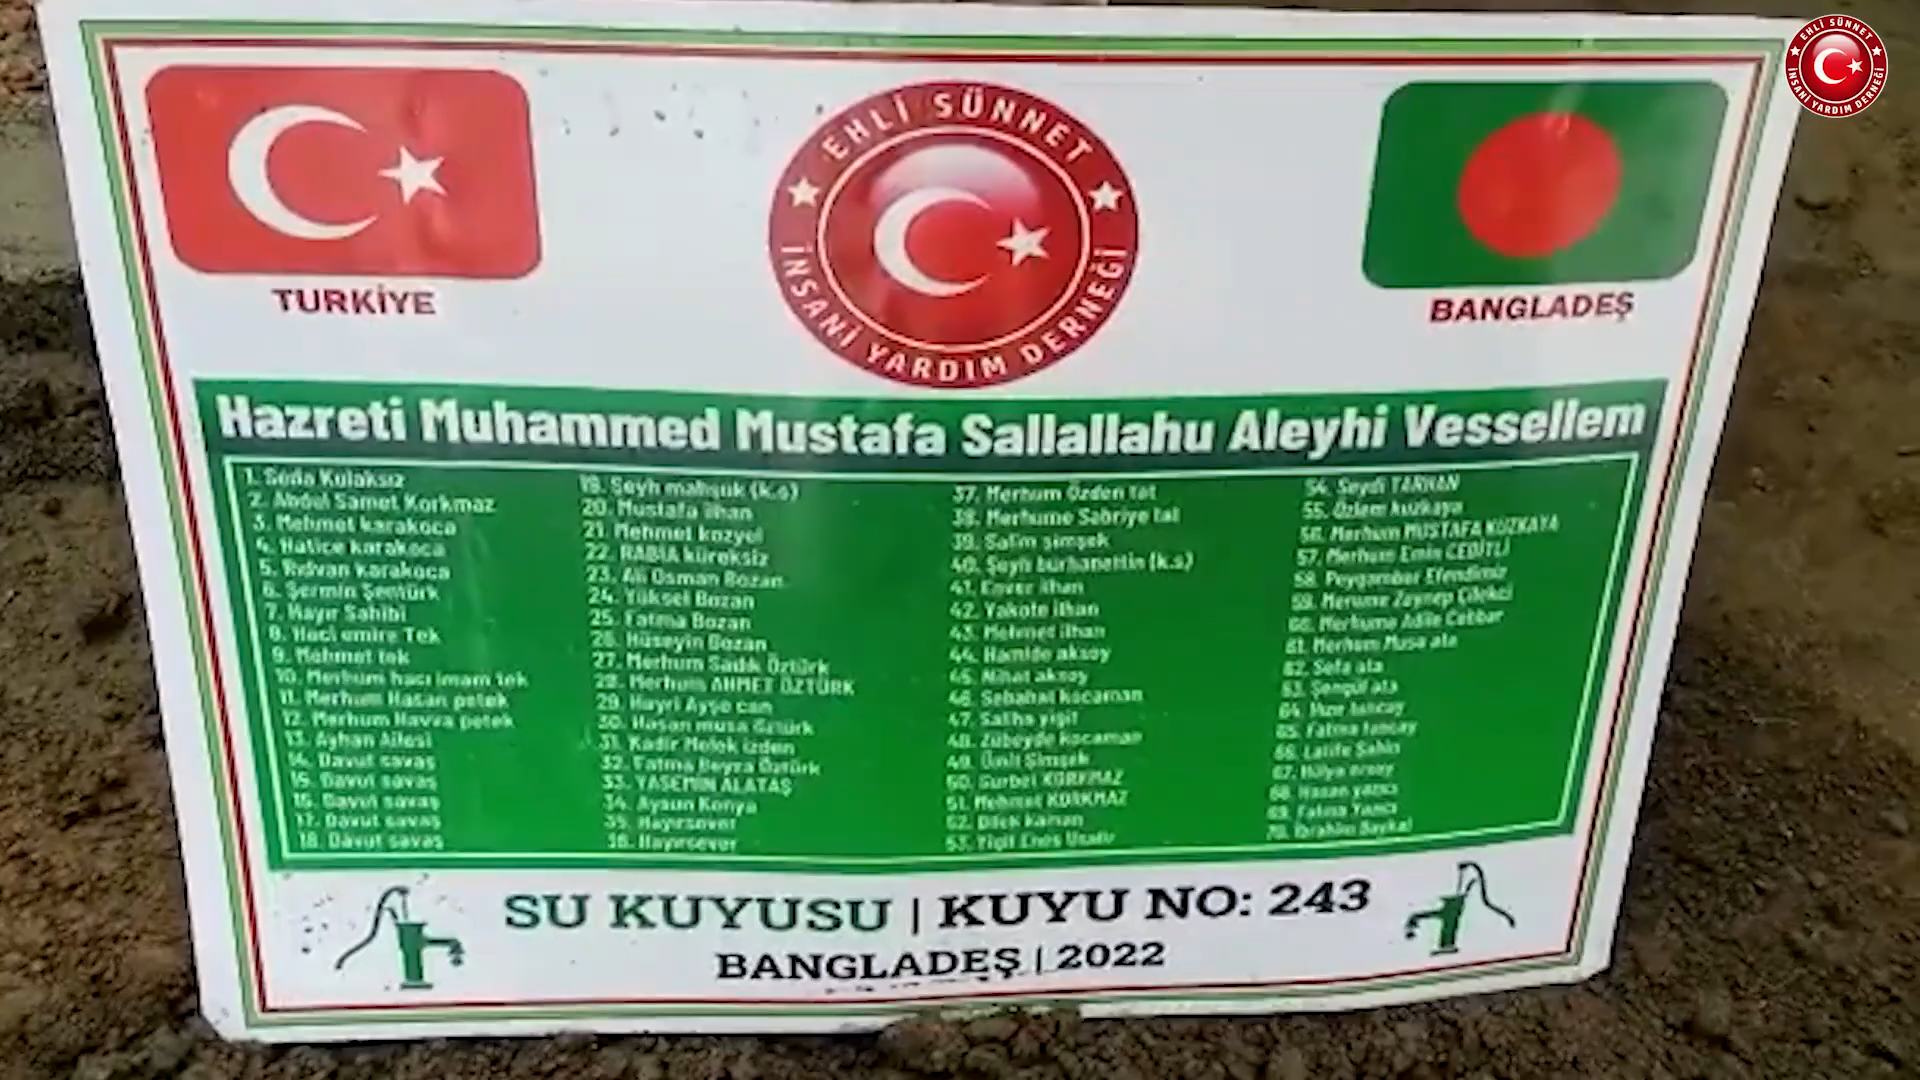 EHLİ SÜNNET
İNSANİ YARDIM DERNEĞİ
EHLİ SÜNNET
İNSANİ YARDIM DERNEĞİ
TURKİYE
BANGLADEŞ
Hazreti Muhammed Mustafa Sallallahu Aleyhi Vessellem
1. Seda Kulaksız
2. Abdul Samet Korkmaz
3. Mehmet karakoca
4. Hatice karakoca
5. Rıdvan karakoca
6. Şermin Şentürk
7. Hayır Sahibi
8. Hacı emire Tek
9. Mehmet tek
10. Merhum hacı imam tek
11. Merhum Hasan petek
12. Merhum Havva petek
13. Ayhan Ailesi
14. Davut savaş
15. Davut savaş
16. Davut savaş
17. Davut savaş
18. Davut savaş
19. Şeyh mahşuk (k.s)
20. Mustafa ilhan
21. Mehmet kozyel
22. RABİA küreksiz
23. Ali Osman Bozan
24. Yüksel Bozan
25. Fatma Bozan
26. Hüseyin Bozan
27. Merhum Sadık Öztürk
28. Merhum AHMET ÖZTÜRK
29. Hayri Ayşe can
30. Hasan musa öztürk
31. Kadir Melek izden
32. Fatma Beyza Öztürk
33. YASEMİN ALATAŞ
34. Aysun Konya
35. Hayırsever
36. Hayırsever
37. Merhum Özden tat
38. Merhume Sabriye tat
39. Salim şimşek
40. Şeyh burhanettin (k.s)
41. Enver ilhan
42. Yakote ilhan
43. Mehmet ilhan
44. Hamide aksoy
45. Nihat aksoy
46. Sebahat kocaman
47. Saliha yigit
48. Zübeyde kocaman
49. Ümit Şimşek
50. Gurbet KORKMAZ
51. Mehmet KORKMAZ
52. Dilek kaman
53. Yigit Enes
54. Seydi TARHAN
55. Özlem kuzkaya
56. Merhum MUSTAFA KUZKAYA
57. Merhum Emin CEDİTLİ
58. Peygamber Efendimiz
59. Merume Zeynep Çilekci
60. Merhume Adile Cebbar
61. Merhum Musa ata
62. Sefa ata
63. Şengül ata
64. tuncay
65. Fatma tuncay
66. Latife Şahin
67. Hülya ersoy
68. Hasan yazıcı
69. Fatma Yazıcı
70. İbrahim Baykal
SU KUYUSU | KUYU NO: 243
BANGLADEŞ | 2022